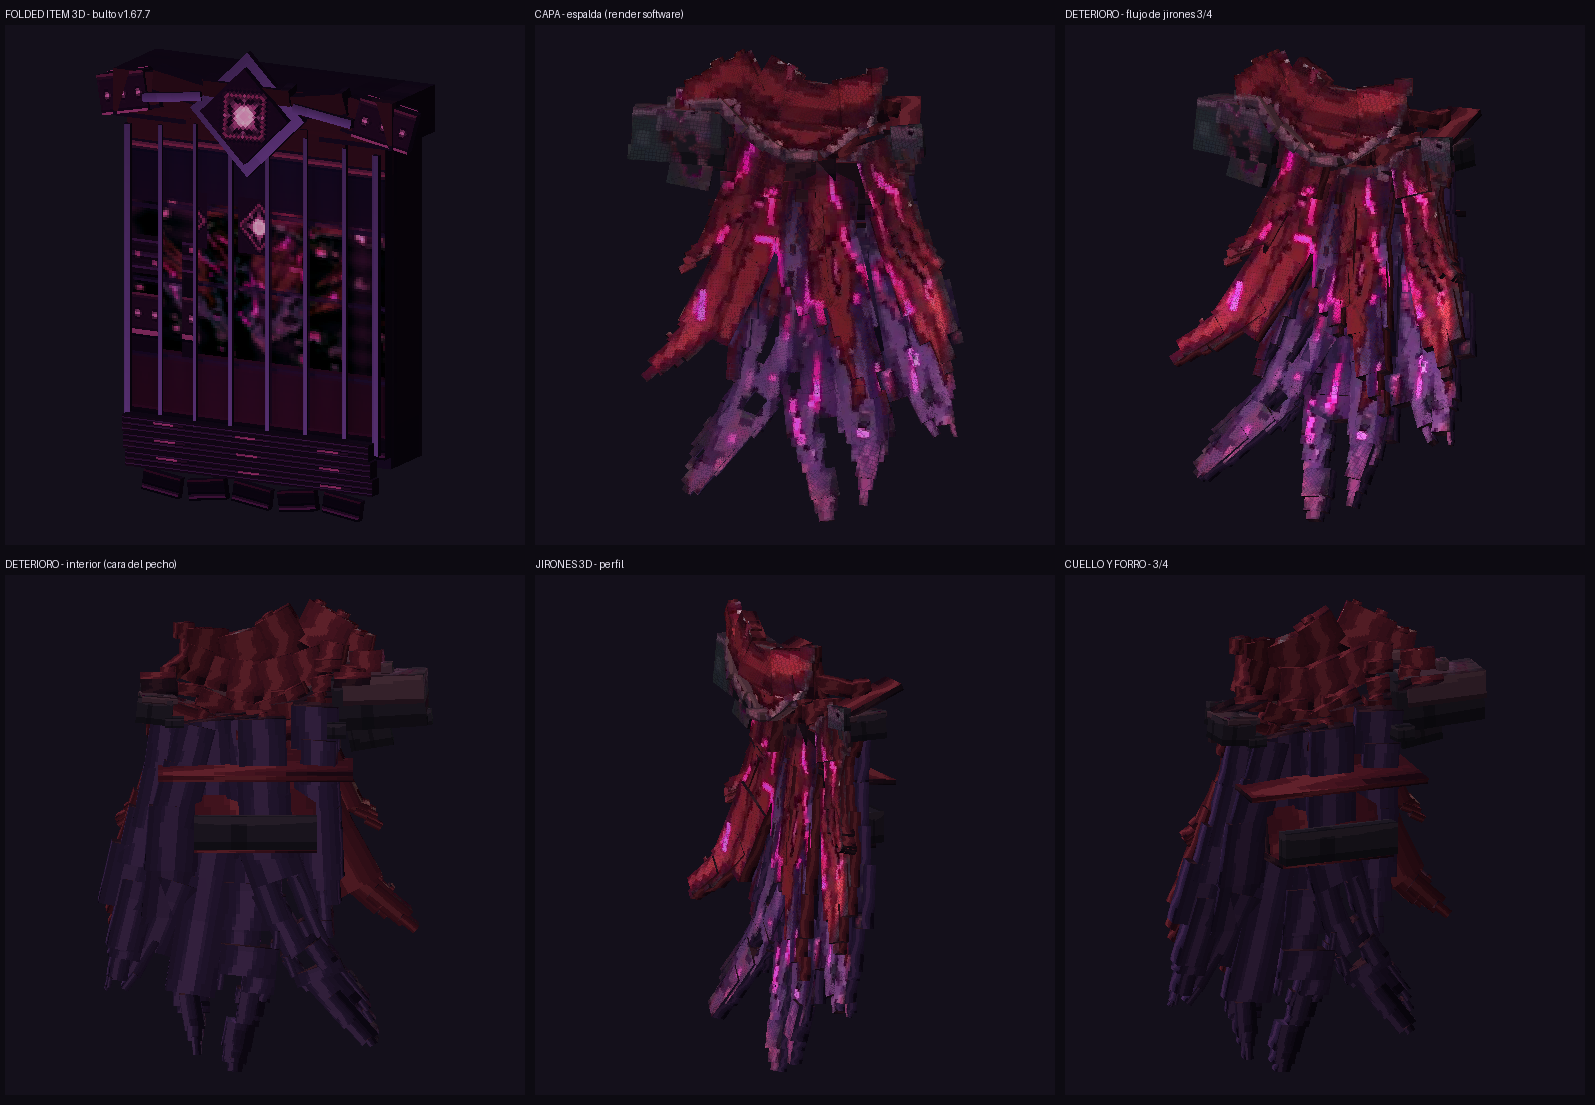 FOLDED ITEM 3D - bulto v1.67.7
CAPA - espalda (render software)
DETERIORO - flujo de jirones 3/4
DETERIORO - interior (cara del pecho)
JIRONES 3D - perfil
CUELLO Y FORRO - 3/4